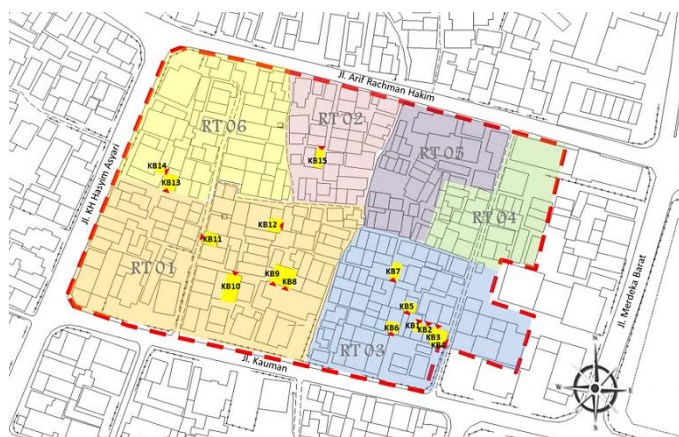 Jl. Arif Rachman Hakim
RT 06
RT 02
RT 05
KB15
KB14
KB13
Jl. KH Hasyim Asyari
RT 04
KB12
KB11
RT 01
KB9
KB7
KB10
KB8
Jl. Merdeka Barat
KB5
KB1
KB6
KB2
KB3
KB4
RT 03
Jl. Kauman
N
W
E
S